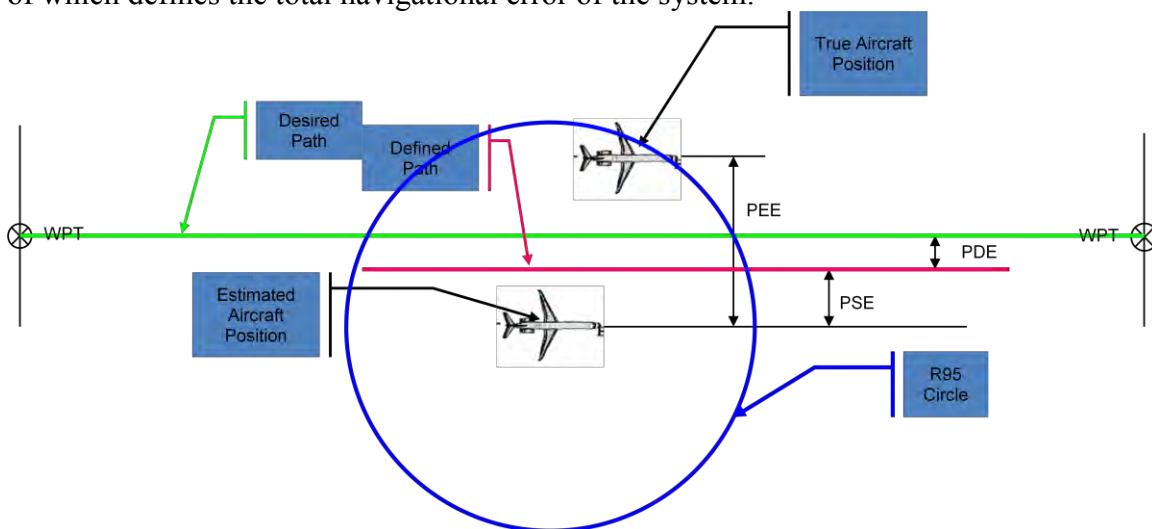 of which defines the total navigational error of the system.
True Aircraft
Position
Desired
Path
Defined
Path
PEE
WPT
WPT
PDE
PSE
Estimated
Aircraft
Position
R95
Circle